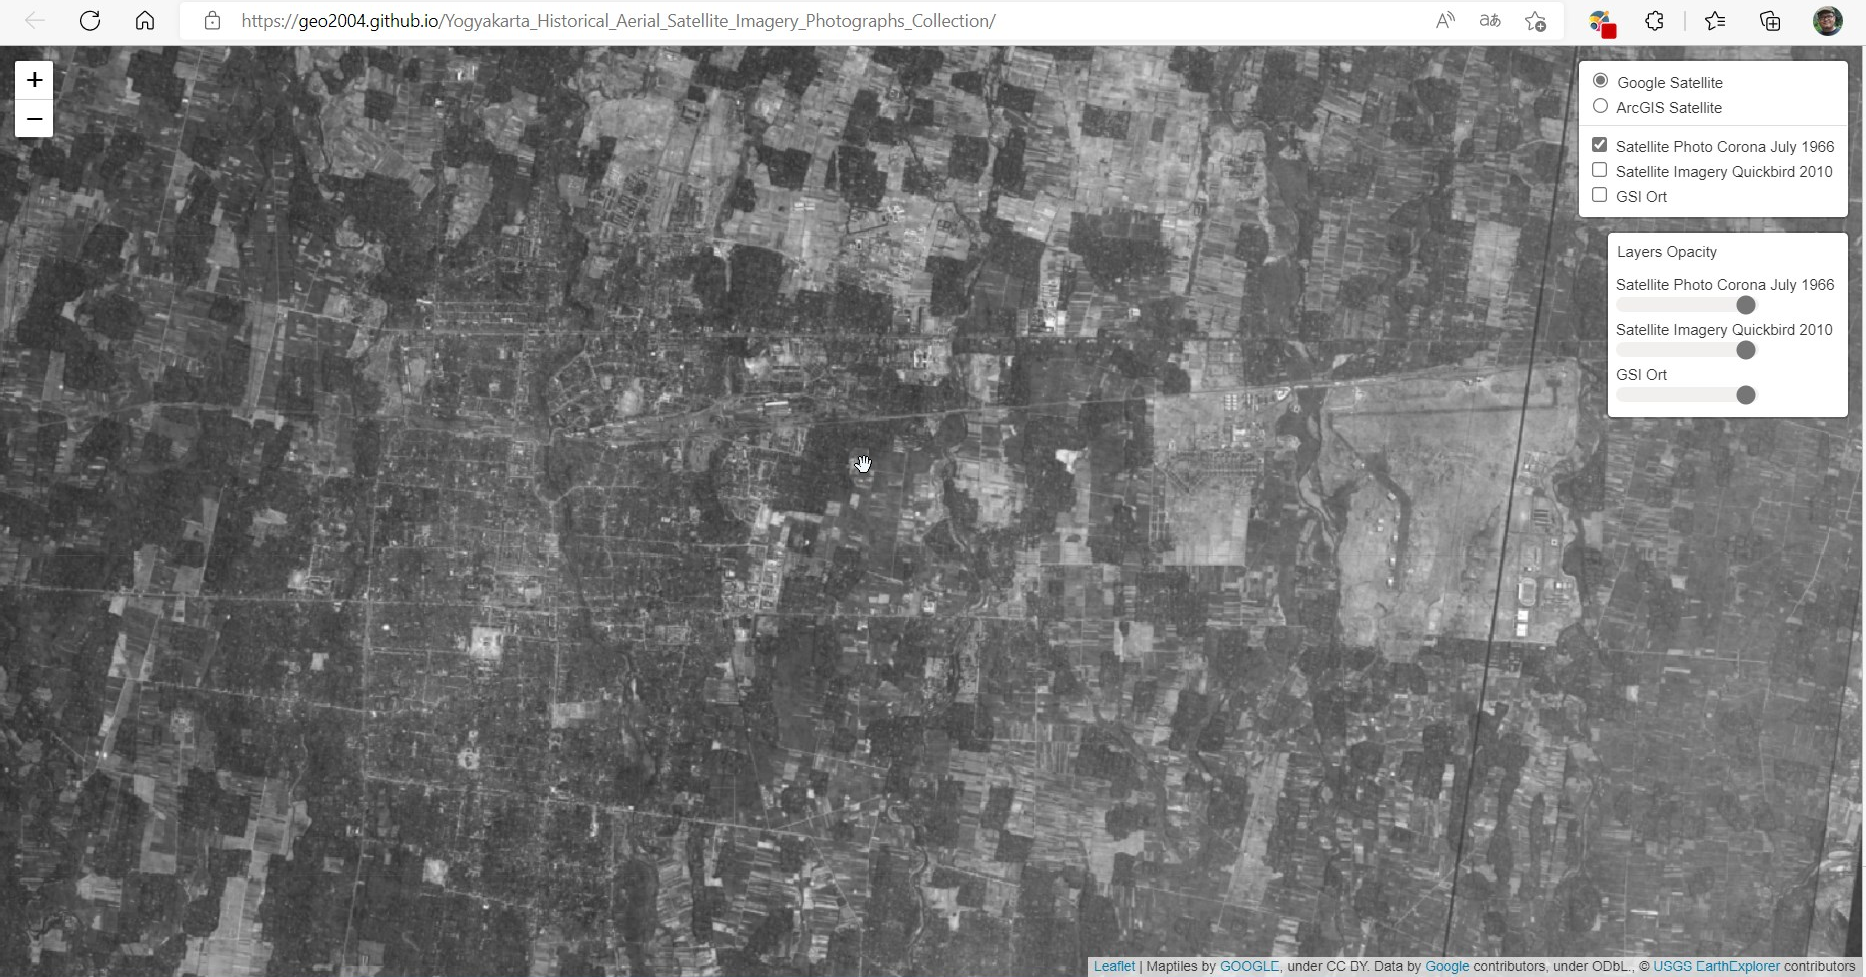 https://geo2004.github.io/Yogyakarta_Historical_Aerial_Satellite_Imagery_Photographs_Collection/
A
aあ
+
−
Google Satellite
ArcGIS Satellite
Satellite Photo Corona July 1966
Satellite Imagery Quickbird 2010
GSI Ort
Layers Opacity
Satellite Photo Corona July 1966
Satellite Imagery Quickbird 2010
GSI Ort
Leaflet | Maptiles by GOOGLE, under CC BY. Data by Google contributors, under ODbL., © USGS EarthExplorer contributors